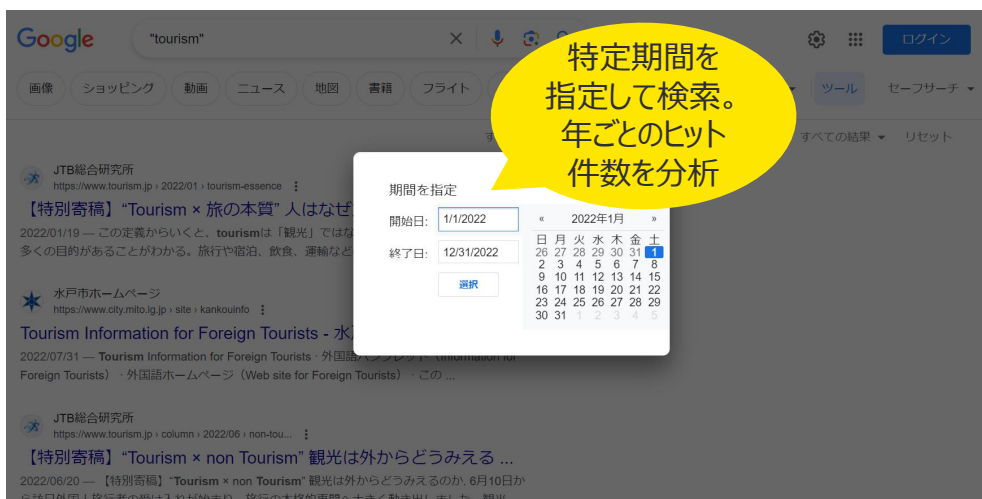 Google
"tourism"
ログイン
画像
ショッピング
動画
ニュース
地図
書籍
フライト
ツール
セーフサーチ
すべての結果
リセット
特定期間を
指定して検索。
年ごとのヒット
件数を分析
JTB総合研究所
https://www.tourism.jp › 2022/01 › tourism-essence
【特別寄稿】“Tourism × 旅の本質” 人はなぜ
2022/01/19 — この定義からいくと、tourismは「観光」では
多くの目的があることがわかる。旅行や宿泊、飲食、運輸など
水戸市ホームページ
https://www.city.mito.lg.jp › site › kankouinfo
Tourism Information for Foreign Tourists - 水
2022/07/31 — Tourism Information for Foreign Tourists · 外国語パンフレット（Information for
Foreign Tourists） · 外国語ホームページ（Web site for Foreign Tourists） · この ...
JTB総合研究所
https://www.tourism.jp › column › 2022/06 › non-tou...
【特別寄稿】“Tourism × non Tourism” 観光は外からどうみえる ...
2022/06/20 — 【特別寄稿】“Tourism × non Tourism” 観光は外からどうみえるのか. 6月10日か
期間を指定
開始日:
1/1/2022
終了日:
12/31/2022
選択
« 2022年1月 »
日 月 火 水 木 金 土
26 27 28 29 30 31 1
2 3 4 5 6 7 8
9 10 11 12 13 14 15
16 17 18 19 20 21 22
23 24 25 26 27 28 29
30 31 1 2 3 4 5